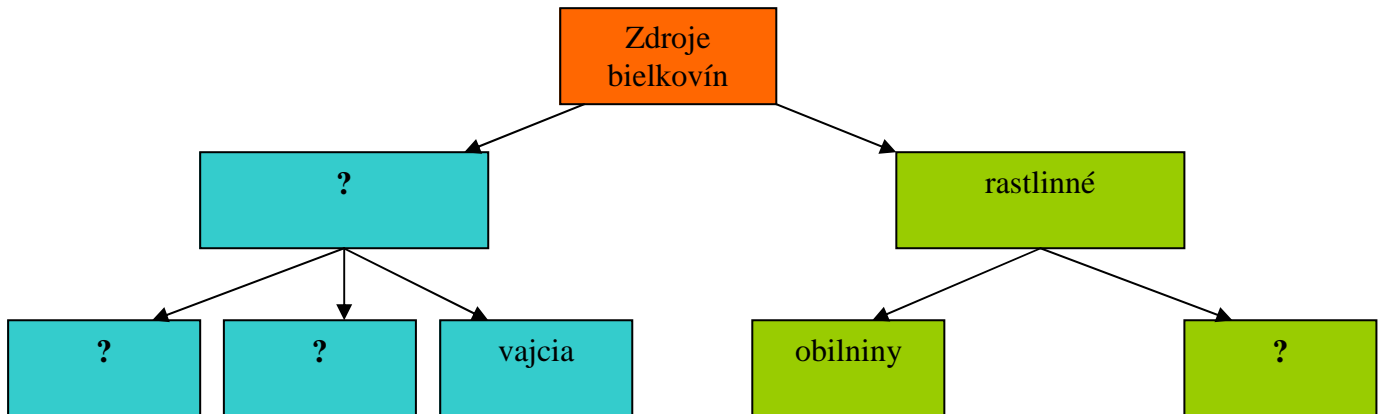 Zdroje
bielkovín
?
rastlinné
?
?
vajcia
obilniny
?